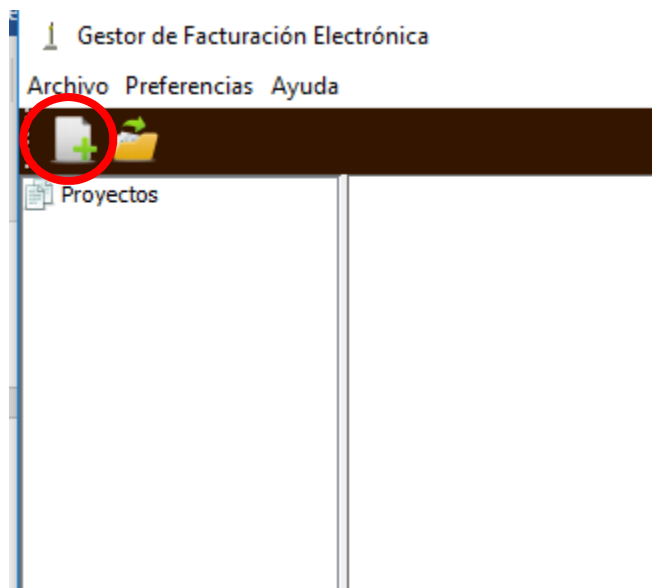 Gestor de Facturación Electrónica
Archivo Preferencias Ayuda
Proyectos